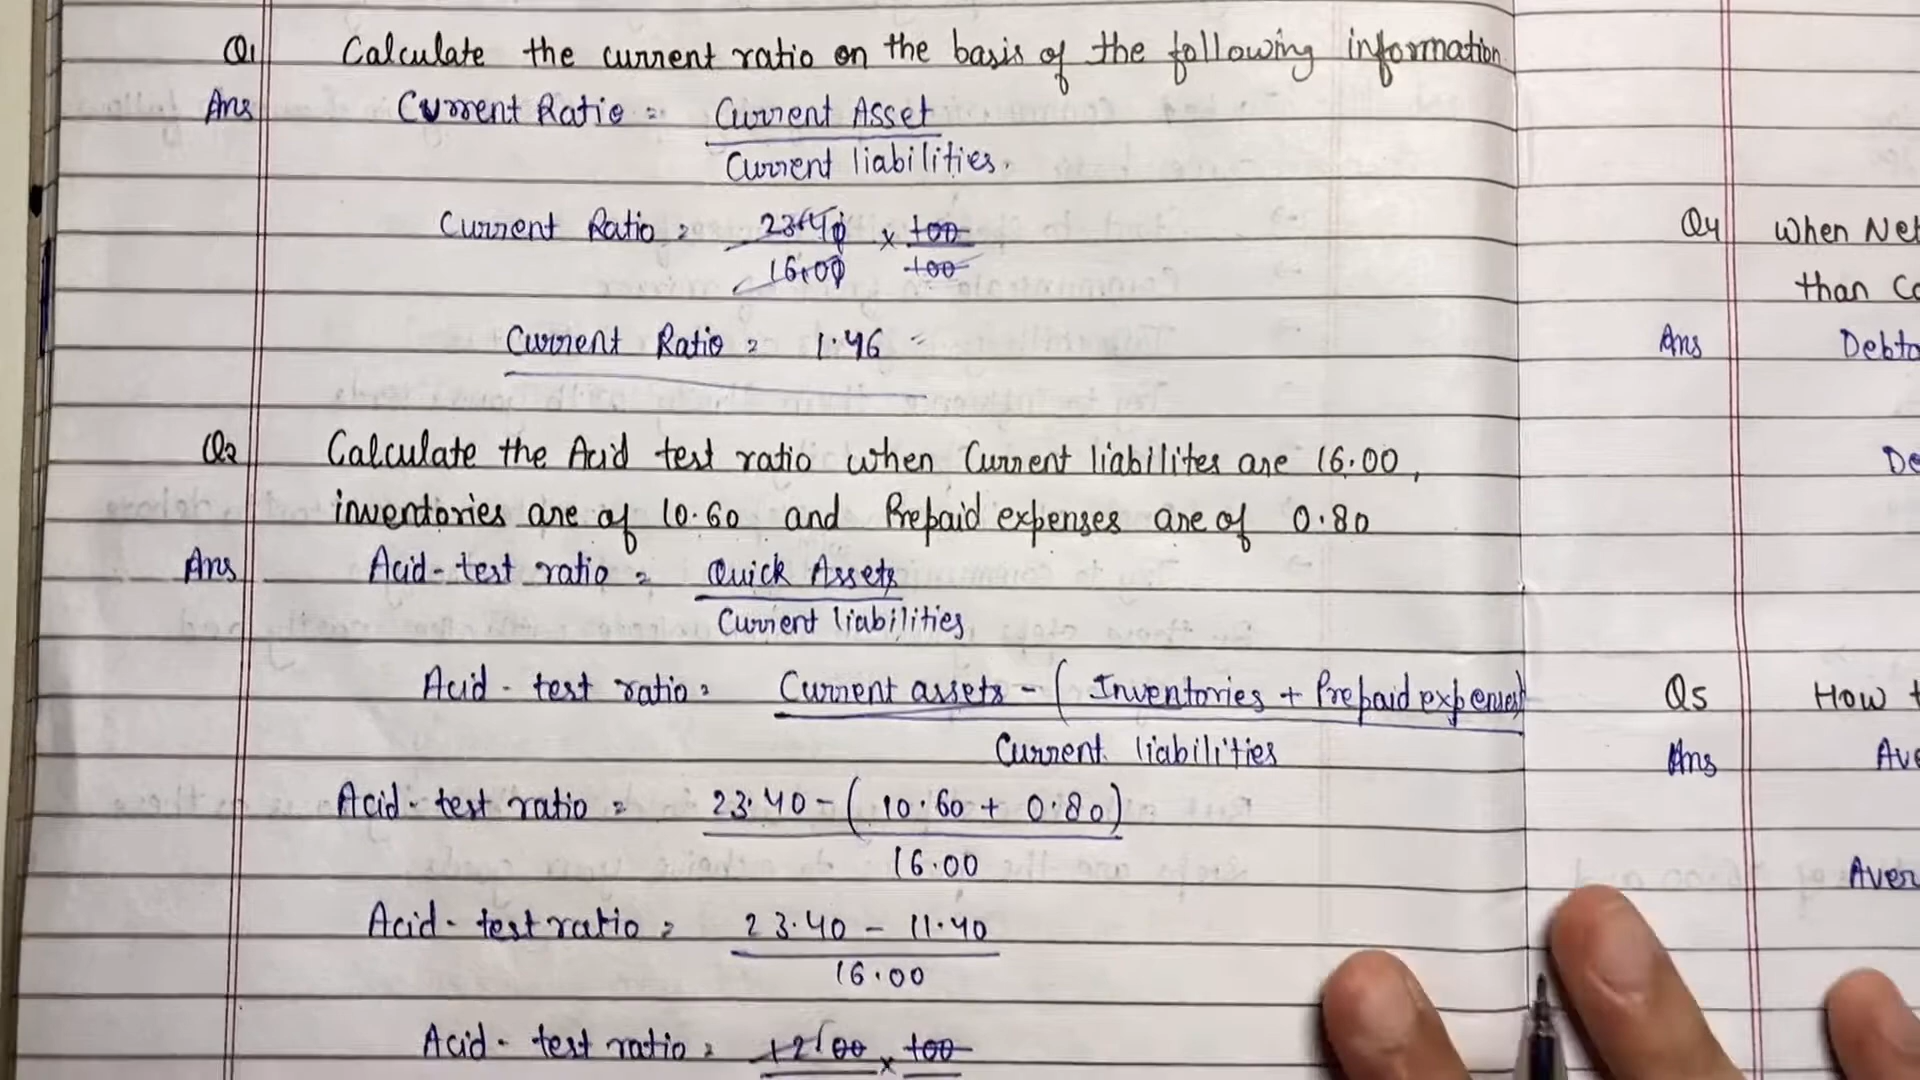 Q1 Calculate the current ratio on the basis of the following information
Ans Current Ratio = Current Asset
Current liabilities.
Current Ratio = 23.40 × 100
16.00 100
Current Ratio = 1.46
Q2 Calculate the Acid test ratio when Current liabilites are 16.00,
inventories are of 10.60 and Prepaid expenses are of 0.80
Ans Acid-test ratio = Quick Assets
Current liabilities
Acid-test ratio = Current assets - (Inventories + Prepaid expenses)
Current liabilities
Acid-test ratio = 23.40 - (10.60 + 0.80)
16.00
Acid-test ratio = 23.40 - 11.40
16.00
Acid-test ratio = 12.00 × 100
Q4 When Net
than Co
Ans Debto
De
Q5 How t
Ans Ave
Aver